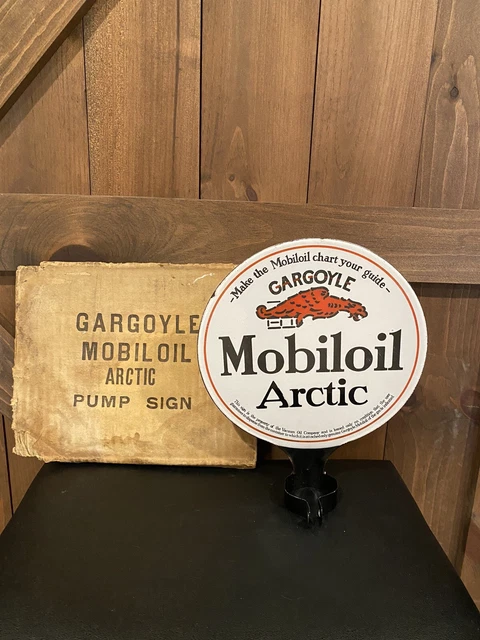 GARGOYLE
MOBILOIL
ARCTIC
PUMP SIGN
-Make the Mobiloil chart your guide-
GARGOYLE
Mobiloil
Arctic